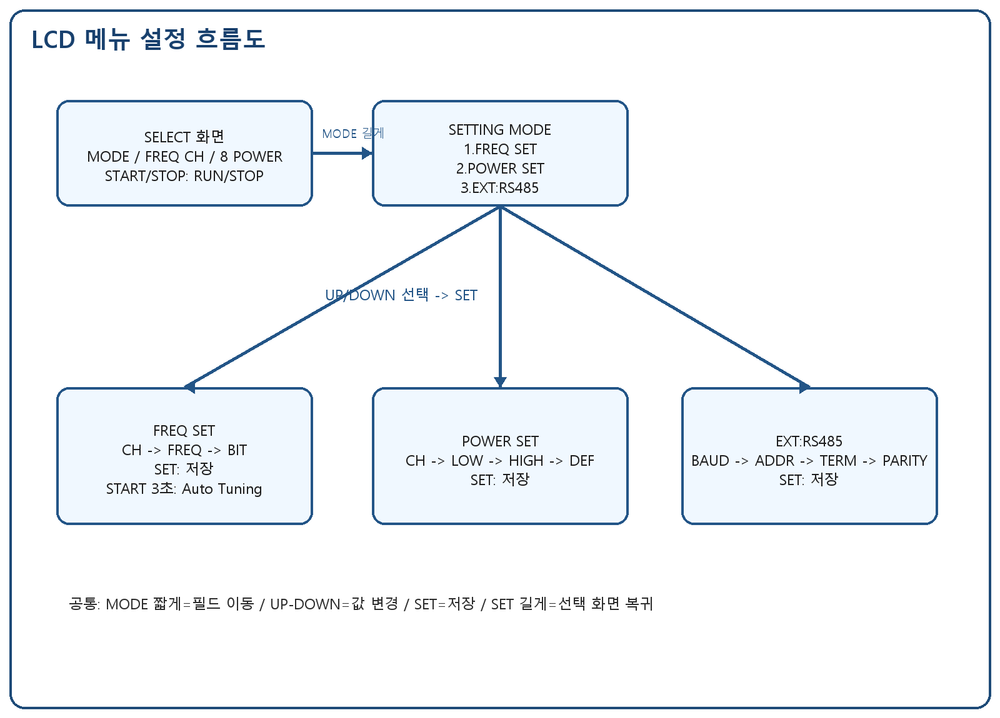 LCD 메뉴 설정 흐름도
SELECT 화면
MODE / FREQ CH / 8 POWER
START/STOP: RUN/STOP
MODE 길게
SETTING MODE
1.FREQ SET
2.POWER SET
3.EXT:RS485
UP/DOWN 선택 -> SET
FREQ SET
CH -> FREQ -> BIT
SET: 저장
START 3초: Auto Tuning
POWER SET
CH -> LOW -> HIGH -> DEF
SET: 저장
EXT:RS485
BAUD -> ADDR -> TERM -> PARITY
SET: 저장
공통: MODE 짧게=필드 이동 / UP-DOWN=값 변경 / SET=저장 / SET 길게=선택 화면 복귀